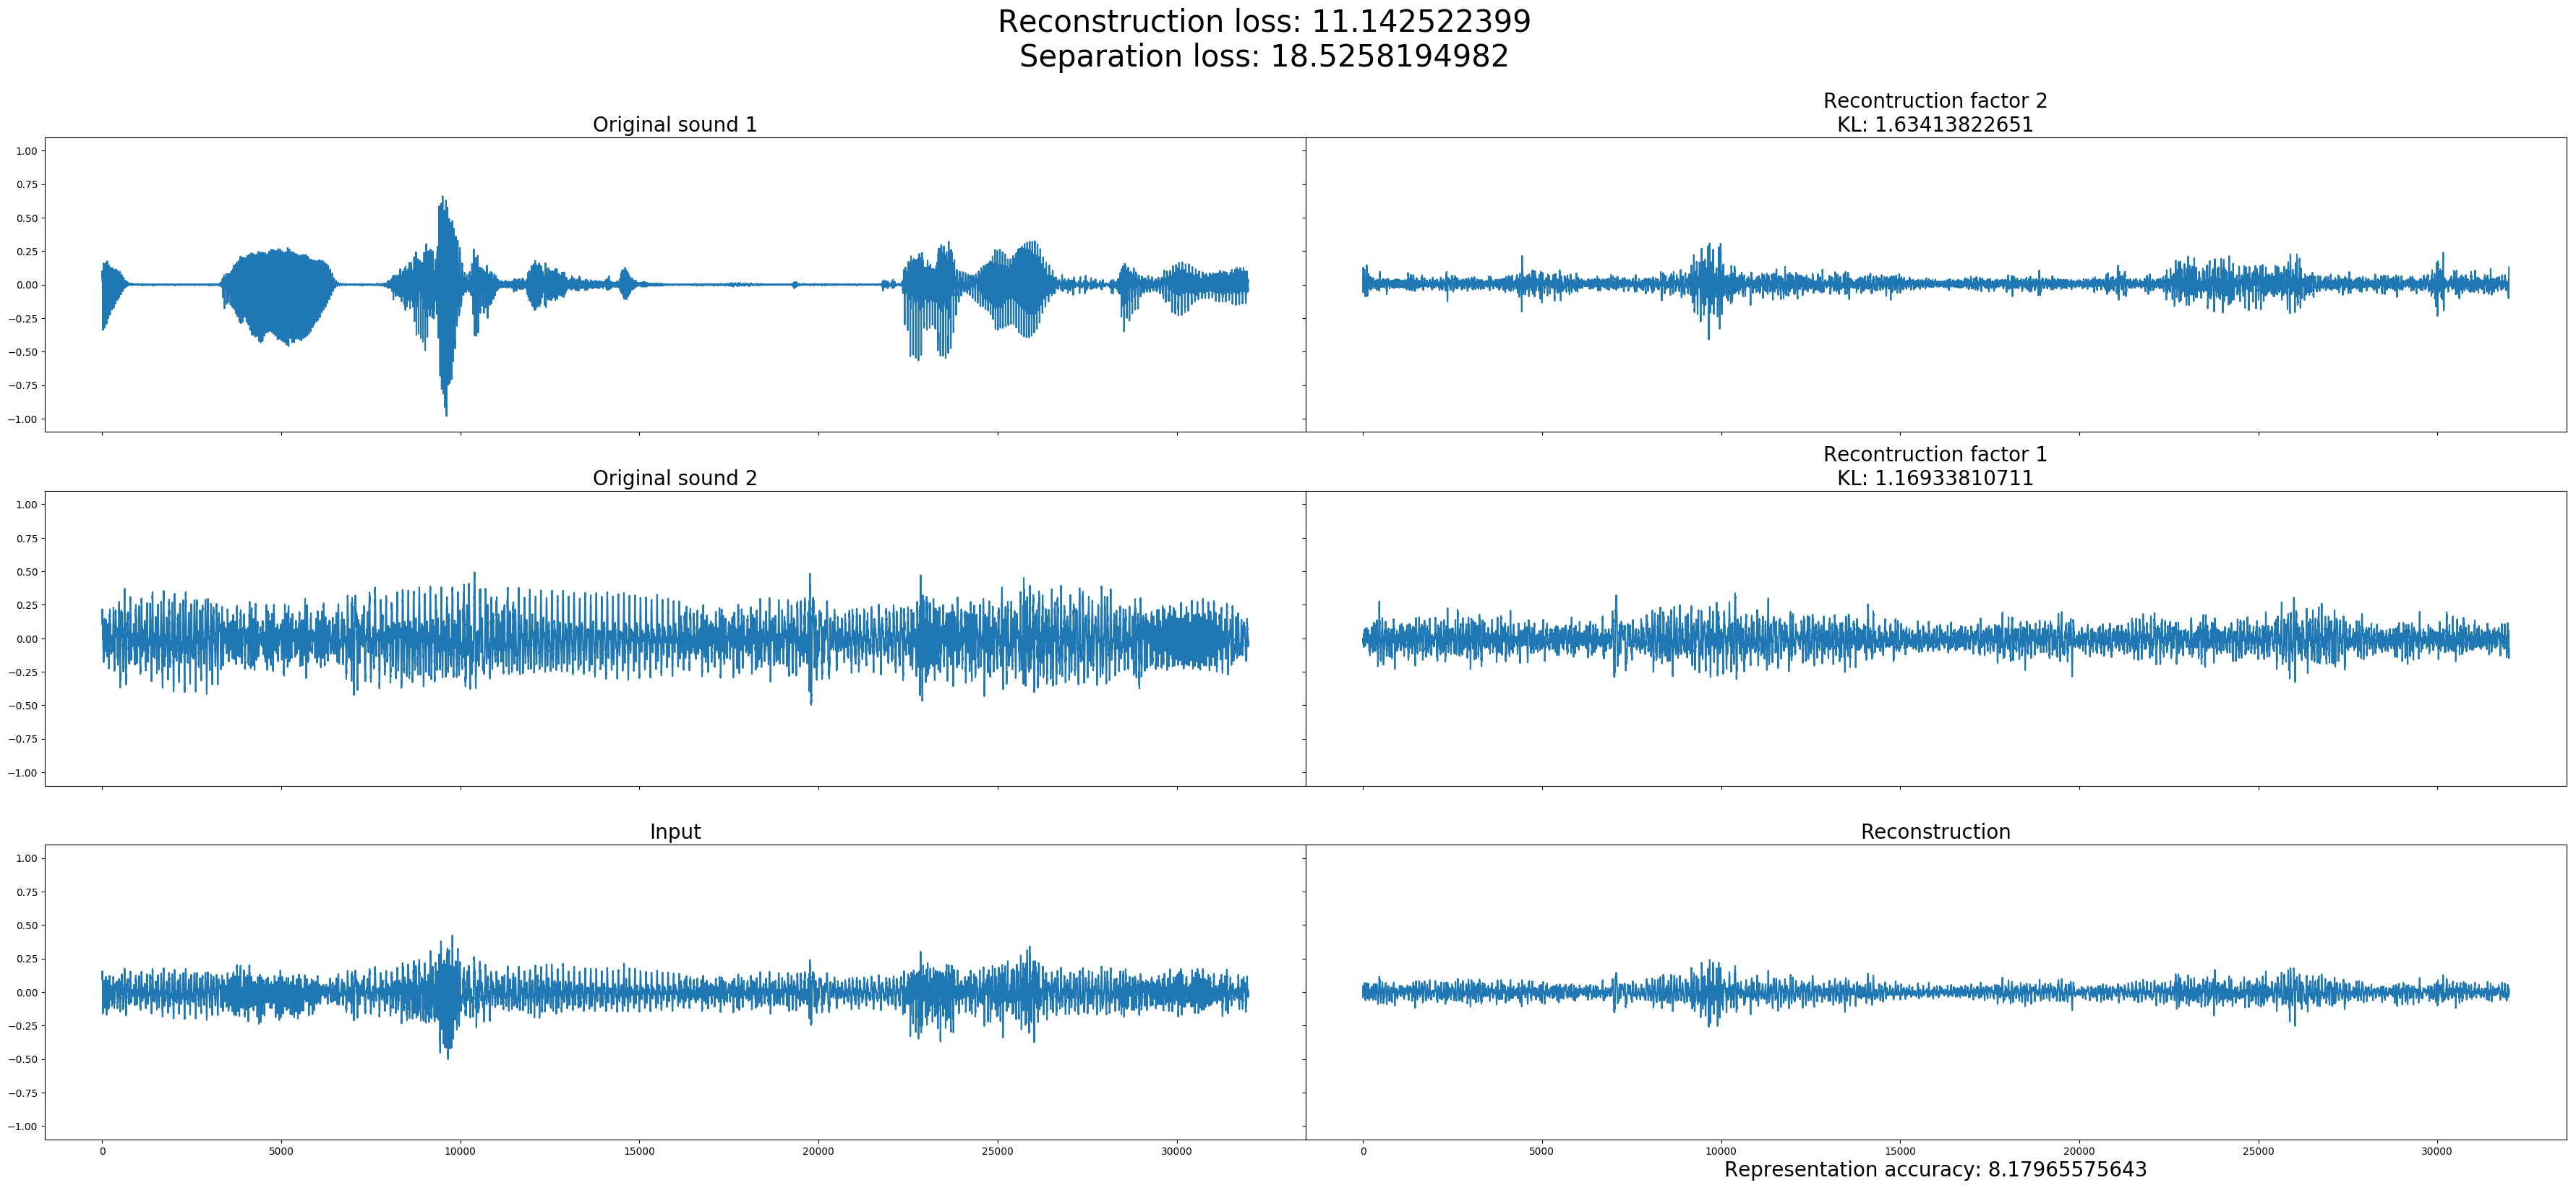 Reconstruction loss: 11.142522399
Separation loss: 18.5258194982
Original sound 1
Recontruction factor 2
KL: 1.63413822651
1.00
0.75
0.50
0.25
0.00
−0.25
−0.50
−0.75
−1.00
Original sound 2
Recontruction factor 1
KL: 1.16933810711
1.00
0.75
0.50
0.25
0.00
−0.25
−0.50
−0.75
−1.00
Input
Reconstruction
1.00
0.75
0.50
0.25
0.00
−0.25
−0.50
−0.75
−1.00
0 5000 10000 15000 20000 25000 30000
0 5000 10000 15000 20000 25000 30000
Representation accuracy: 8.17965575643